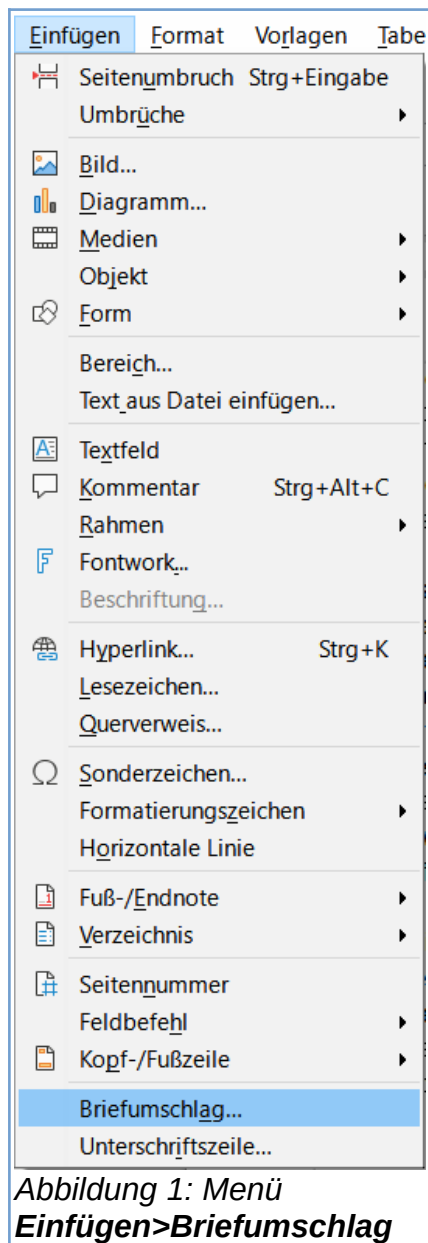 Einfügen Format Vorlagen Tabe
Seitenumbruch Strg+Eingabe
Umbrüche
Bild...
Diagramm...
Medien
Objekt
Form
Bereich...
Text aus Datei einfügen...
Textfeld
Kommentar Strg+Alt+C
Rahmen
Fontwork...
Beschriftung...
Hyperlink... Strg+K
Lesezeichen...
Querverweis...
Sonderzeichen...
Formatierungszeichen
Horizontale Linie
Fuß-/Endnote
Verzeichnis
Seitennummer
Feldbefehl
Kopf-/Fußzeile
Briefumschlag...
Unterschriftszeile...
Abbildung 1: Menü
Einfügen>Briefumschlag